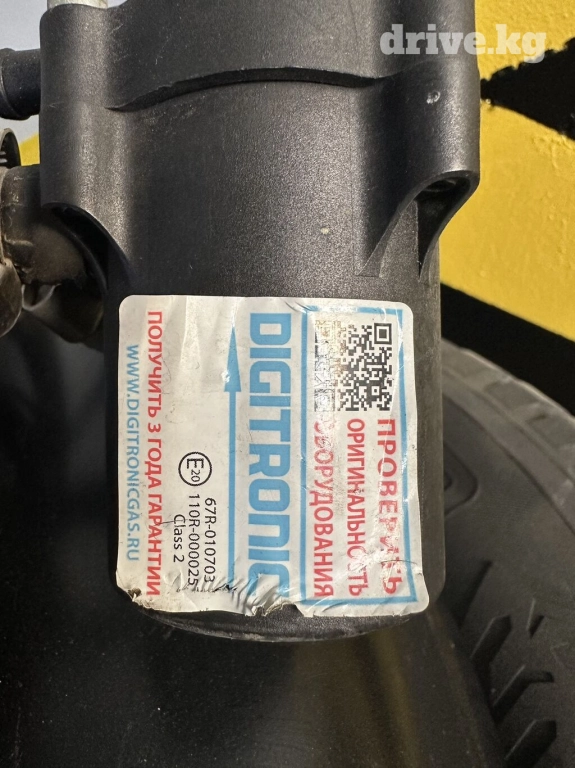 drive.kg
ПРОВЕРИТЬ
ОРИГИНАЛЬНОСТЬ
ОБОРУДОВАНИЯ
DIGITRONIC
E20
67R-010703
110R-000025
Class 2
ПОЛУЧИТЬ 3 ГОДА ГАРАНТИИ
WWW.DIGITRONICGAS.RU